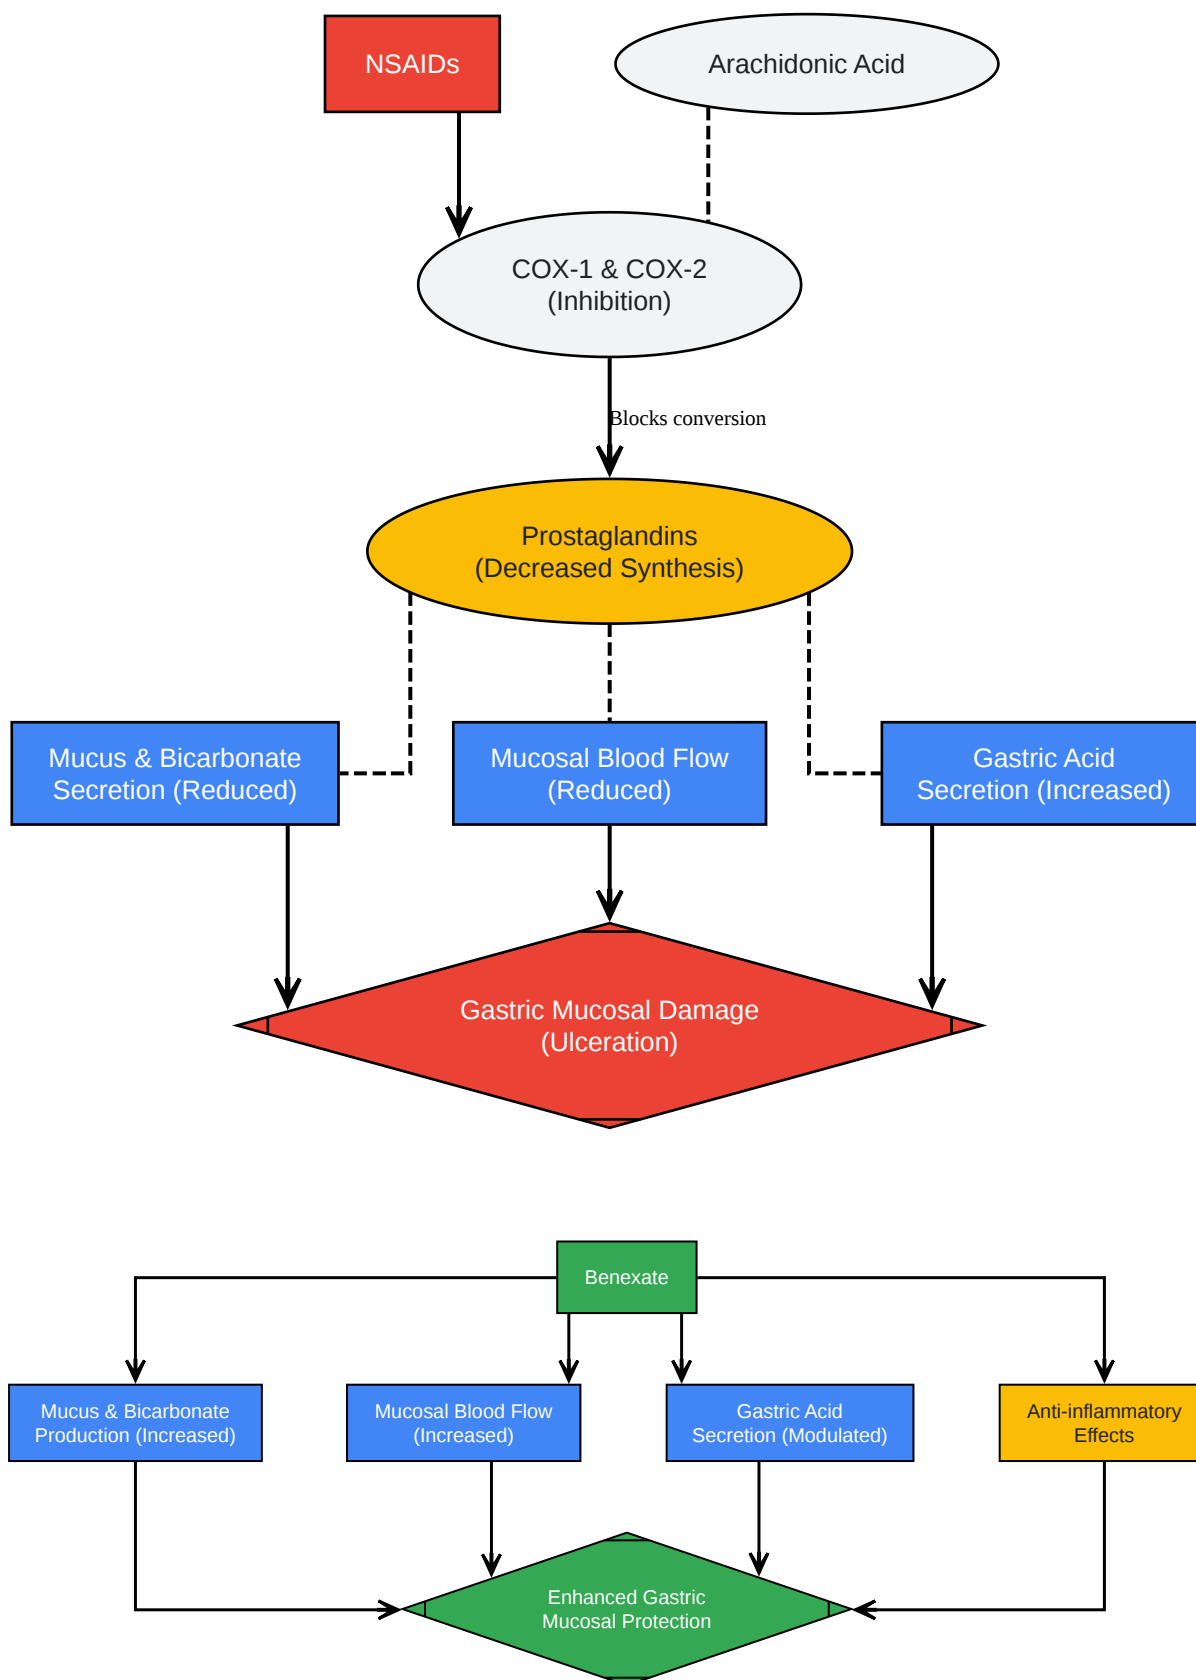 NSAIDs
Arachidonic Acid
COX-1 & COX-2
(Inhibition)
Blocks conversion
Prostaglandins
(Decreased Synthesis)
Mucus & Bicarbonate
Secretion (Reduced)
Mucosal Blood Flow
(Reduced)
Gastric Acid
Secretion (Increased)
Gastric Mucosal Damage
(Ulceration)
Benexate
Mucus & Bicarbonate
Production (Increased)
Mucosal Blood Flow
(Increased)
Gastric Acid
Secretion (Modulated)
Anti-inflammatory
Effects
Enhanced Gastric
Mucosal Protection